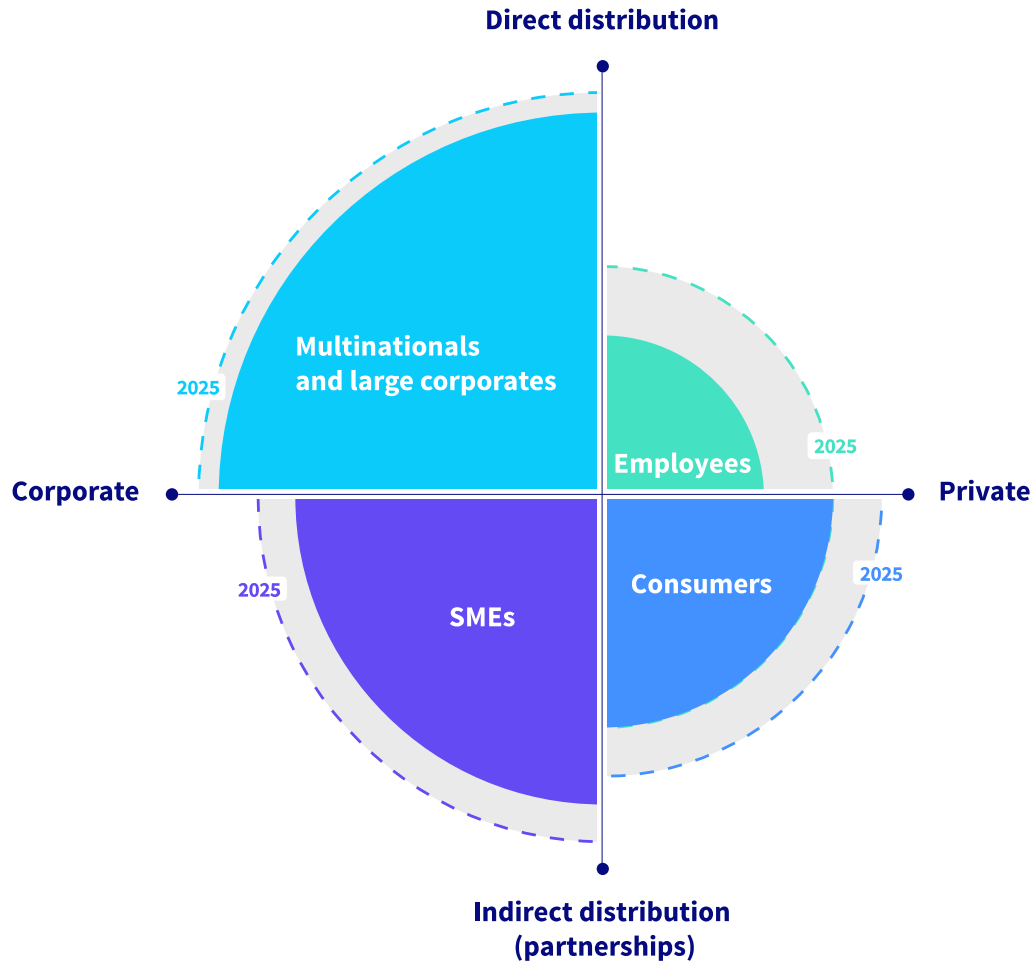 Direct distribution
Multinationals
and large corporates
2025
2025
Employees
Corporate
Private
2025
Consumers
2025
SMEs
Indirect distribution
(partnerships)